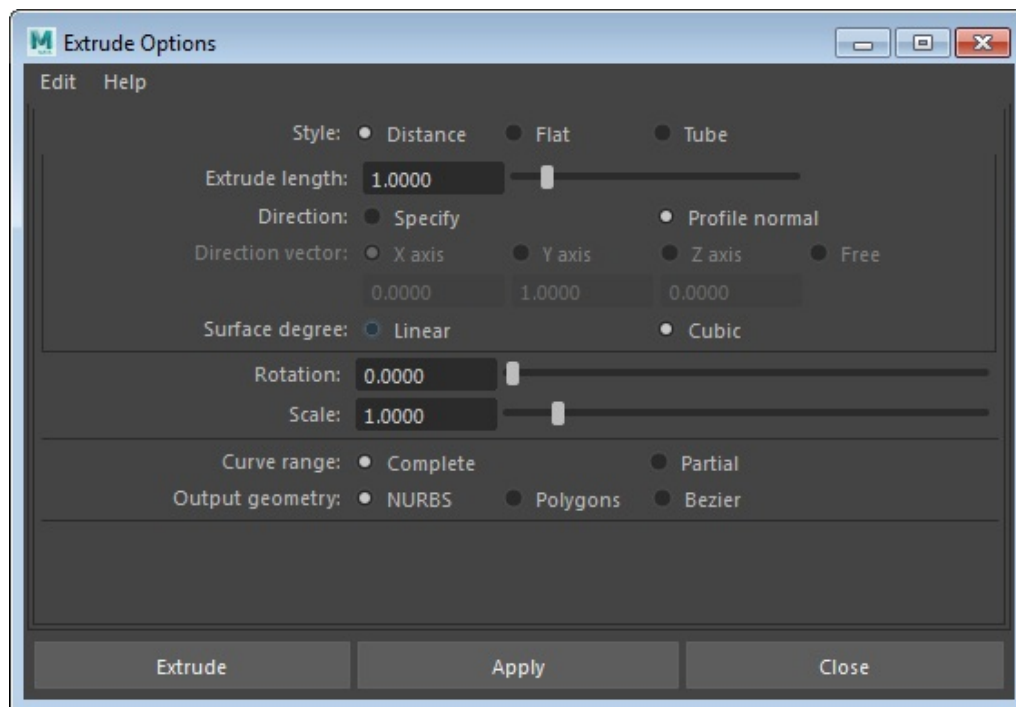 Extrude Options
Edit Help
Style: Distance Flat Tube
Extrude length: 1.0000
Direction: Specify Profile normal
Direction vector: X axis Y axis Z axis Free
0.0000 1.0000 0.0000
Surface degree: Linear Cubic
Rotation: 0.0000
Scale: 1.0000
Curve range: Complete Partial
Output geometry: NURBS Polygons Bezier
Extrude Apply Close